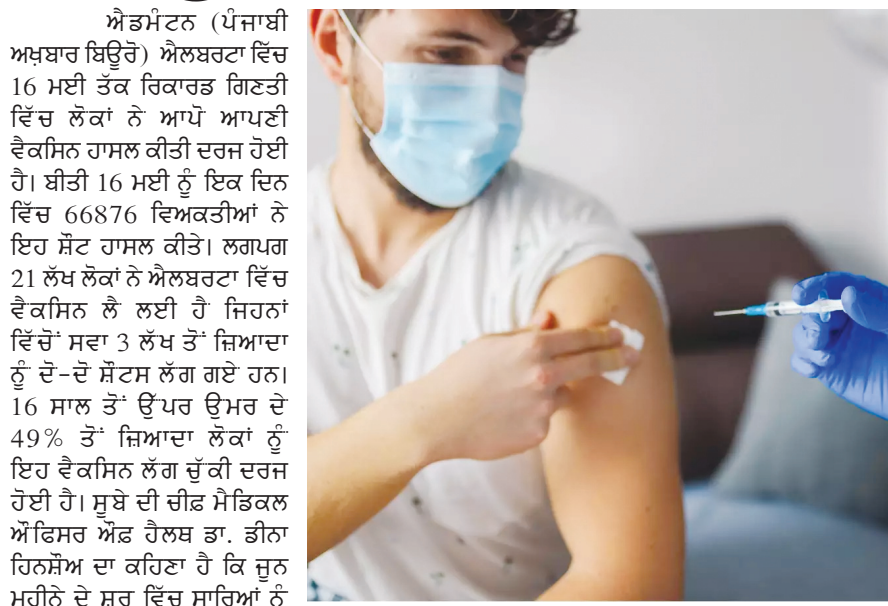 ਐਡਮੰਟਨ (ਪੰਜਾਬੀ
ਅਖ਼ਬਾਰ ਬਿਊਰੋ) ਐਲਬਰਟਾ ਵਿੱਚ
16 ਮਈ ਤੱਕ ਰਿਕਾਰਡ ਗਿਣਤੀ
ਵਿੱਚ ਲੋਕਾਂ ਨੇ ਆਪੋ ਆਪਣੀ
ਵੈਕਸਿਨ ਹਾਸਲ ਕੀਤੀ ਦਰਜ ਹੋਈ
ਹੈ। ਬੀਤੀ 16 ਮਈ ਨੂੰ ਇਕ ਦਿਨ
ਵਿੱਚ 66876 ਵਿਅਕਤੀਆਂ ਨੇ
ਇਹ ਸ਼ੌਟ ਹਾਸਲ ਕੀਤੇ। ਲਗਪਗ
21 ਲੱਖ ਲੋਕਾਂ ਨੇ ਐਲਬਰਟਾ ਵਿੱਚ
ਵੈਕਸਿਨ ਲੈ ਲਈ ਹੈ ਜਿਹਨਾਂ
ਵਿੱਚੋਂ ਸਵਾ 3 ਲੱਖ ਤੋਂ ਜ਼ਿਆਦਾ
ਨੂੰ ਦੋ-ਦੋ ਸ਼ੌਟਸ ਲੱਗ ਗਏ ਹਨ।
16 ਸਾਲ ਤੋਂ ਉੱਪਰ ਉਮਰ ਦੇ
49% ਤੋਂ ਜ਼ਿਆਦਾ ਲੋਕਾਂ ਨੂੰ
ਇਹ ਵੈਕਸਿਨ ਲੱਗ ਚੁੱਕੀ ਦਰਜ
ਹੋਈ ਹੈ। ਸੂਬੇ ਦੀ ਚੀਫ਼ ਮੈਡਿਕਲ
ਔਫਿਸਰ ਔਫ਼ ਹੈਲਥ ਡਾ. ਡੀਨਾ
ਹਿਨਸ਼ੌਅ ਦਾ ਕਹਿਣਾ ਹੈ ਕਿ ਜੂਨ
ਮਹੀਨੇ ਦੇ ਸ਼ੁਰੂ ਵਿੱਚ ਸਾਰਿਆਂ ਨੂੰ